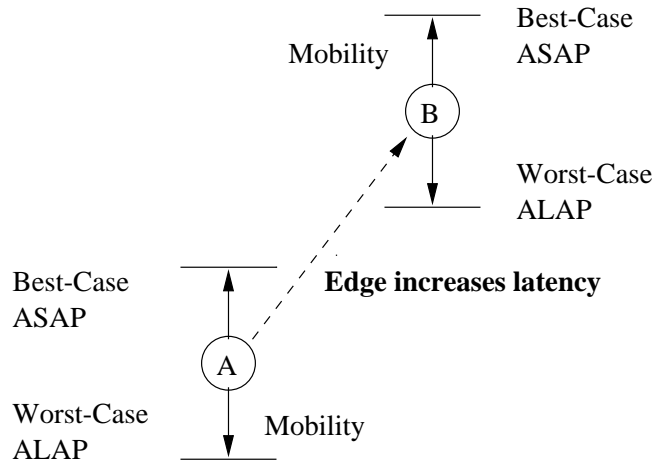 Best-Case
ASAP
Mobility
B
Worst-Case
ALAP
Edge increases latency
Best-Case
ASAP
A
Worst-Case
ALAP
Mobility